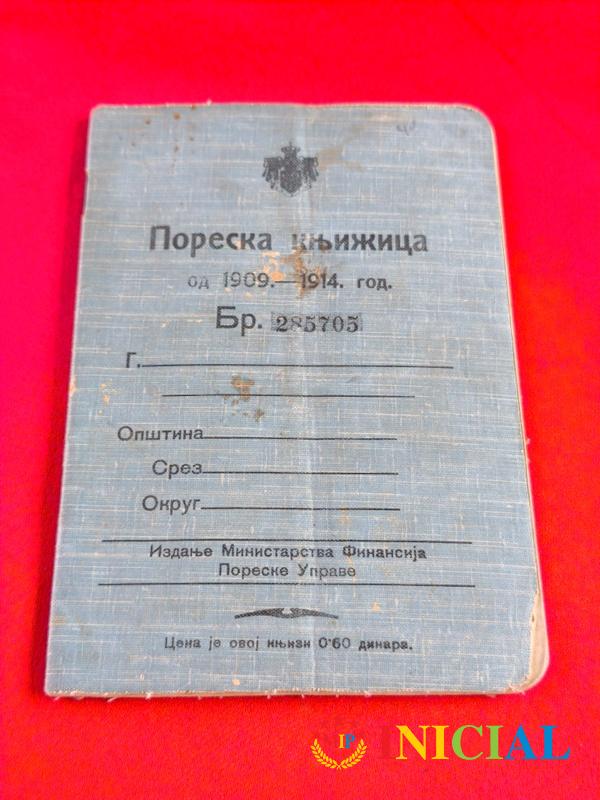 Пореска књижица
од 1909.—1914. год.
Бр. 285705
Г.
Општина
Срез
Округ
Издање Министарства Финансија
Пореске Управе
Цена је овој књизи 0·60 динара.
IP INICIAL